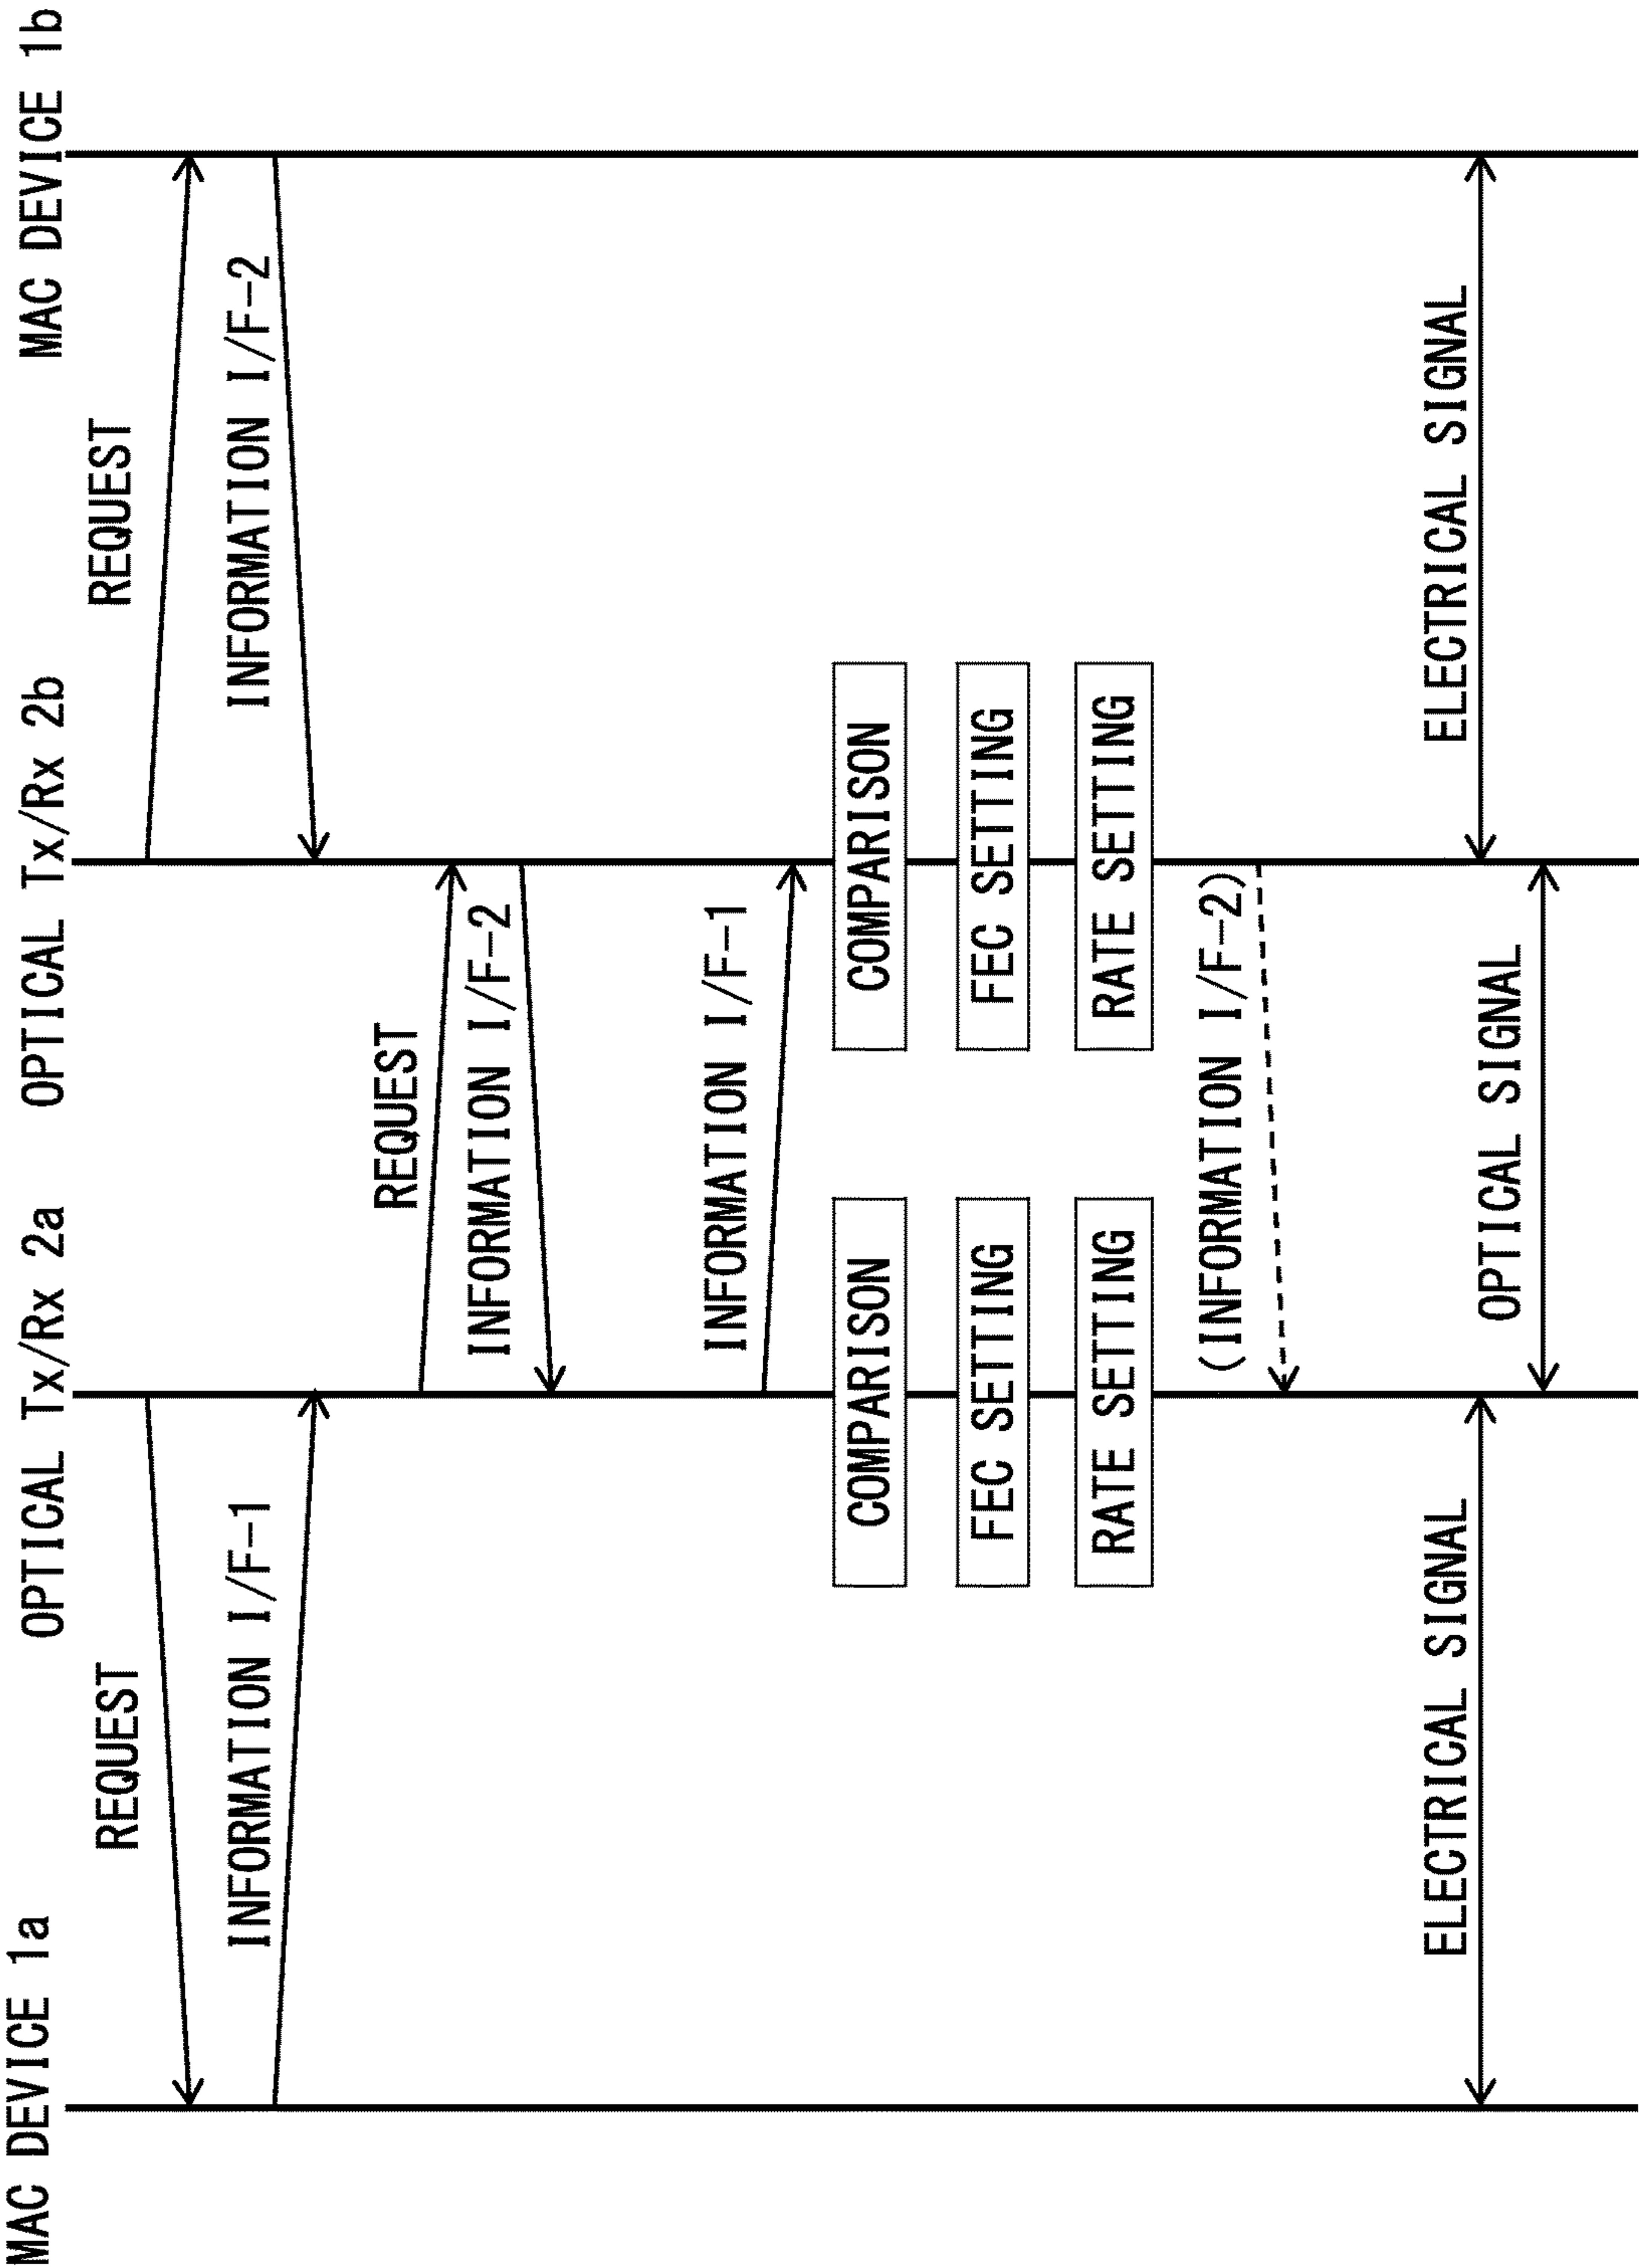 MAC DEVICE 1a
OPTICAL Tx/Rx 2a
OPTICAL Tx/Rx 2b
MAC DEVICE 1b
REQUEST
REQUEST
INFORMATION I/F-1
INFORMATION I/F-2
REQUEST
INFORMATION I/F-2
INFORMATION I/F-1
COMPARISON
COMPARISON
FEC SETTING
FEC SETTING
RATE SETTING
RATE SETTING
(INFORMATION I/F-2)
ELECTRICAL SIGNAL
ELECTRICAL SIGNAL
OPTICAL SIGNAL